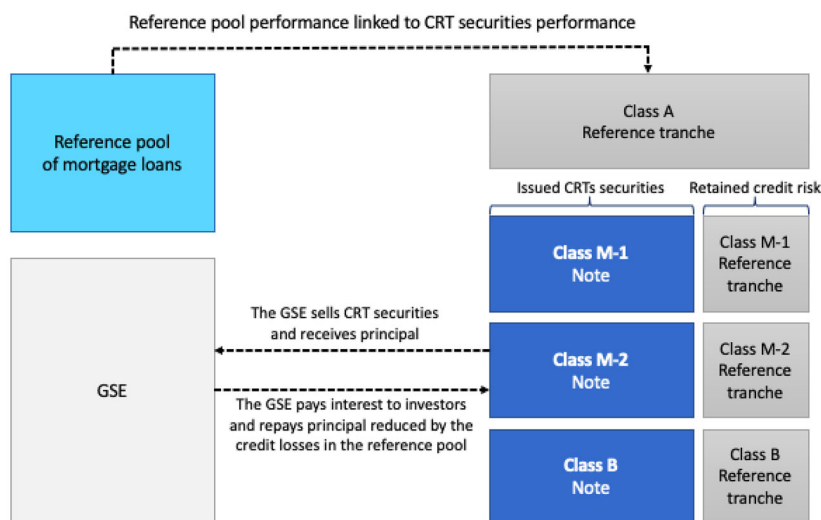 Reference pool performance linked to CRT securities performance
Reference pool
of mortgage loans
Class A
Reference tranche
Issued CRTs securities
Retained credit risk
Class M-1
Note
Class M-1
Reference
tranche
The GSE sells CRT securities
and receives principal
GSE
Class M-2
Note
Class M-2
Reference
tranche
The GSE pays interest to investors
and repays principal reduced by the
credit losses in the reference pool
Class B
Note
Class B
Reference
tranche